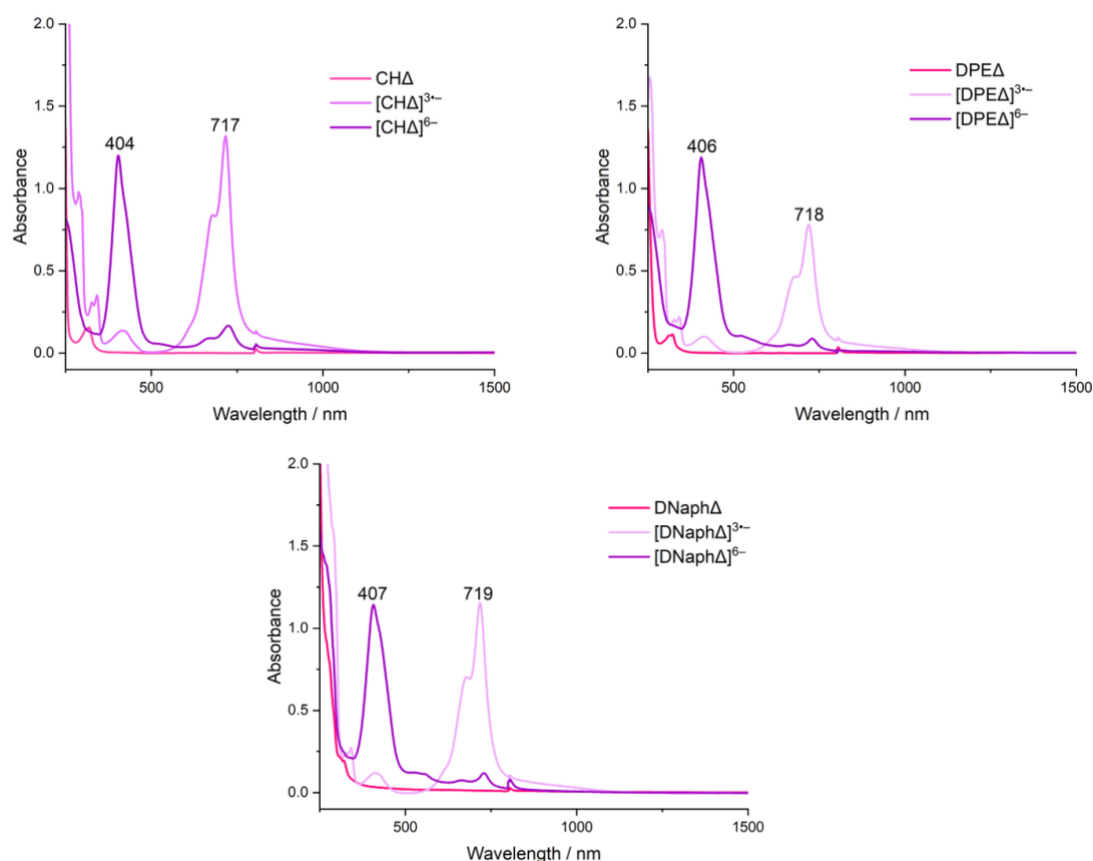 2.0
1.5
1.0
0.5
0.0
Absorbance
500
1000
1500
Wavelength / nm
CHΔ
[CHΔ]³•–
[CHΔ]⁶–
404
717
2.0
1.5
1.0
0.5
0.0
Absorbance
500
1000
1500
Wavelength / nm
DPEΔ
[DPEΔ]³•–
[DPEΔ]⁶–
406
718
2.0
1.5
1.0
0.5
0.0
Absorbance
500
1000
1500
Wavelength / nm
DNaphΔ
[DNaphΔ]³•–
[DNaphΔ]⁶–
407
719